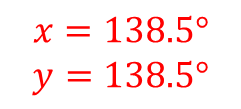 x = 138.5°
y = 138.5°